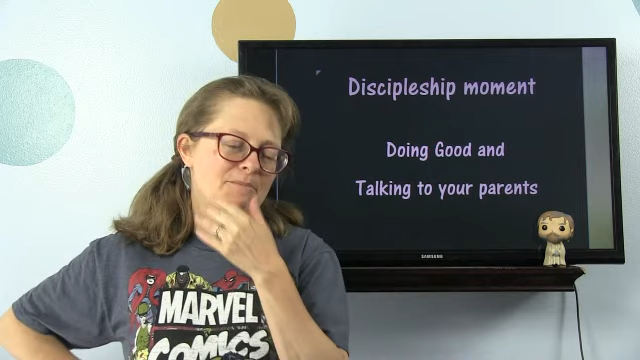 Discipleship moment
Doing Good and
Talking to your parents
SAMSUNG
MARVEL
COMICS